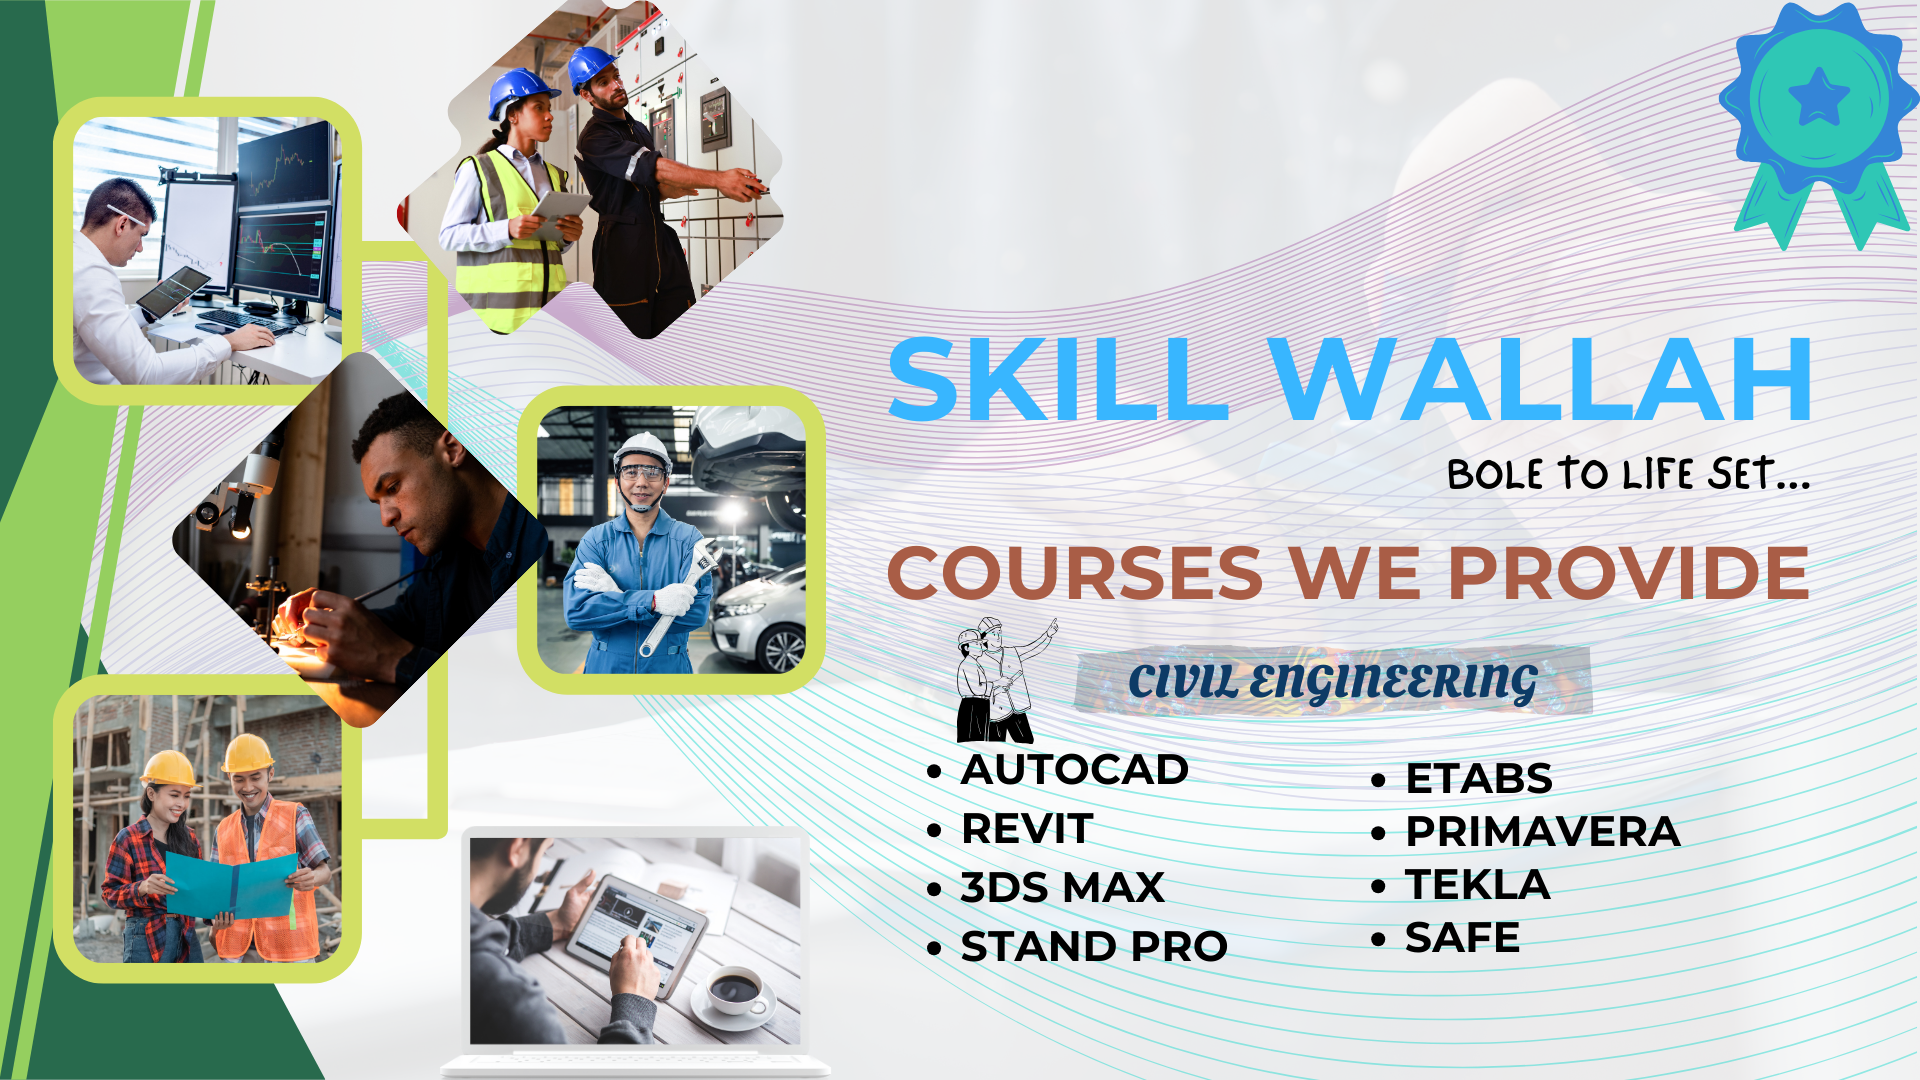 SKILL WALLAH
BOLE TO LIFE SET...
COURSES WE PROVIDE
CIVIL ENGINEERING
• AUTOCAD
• REVIT
• 3DS MAX
• STAND PRO
• ETABS
• PRIMAVERA
• TEKLA
• SAFE